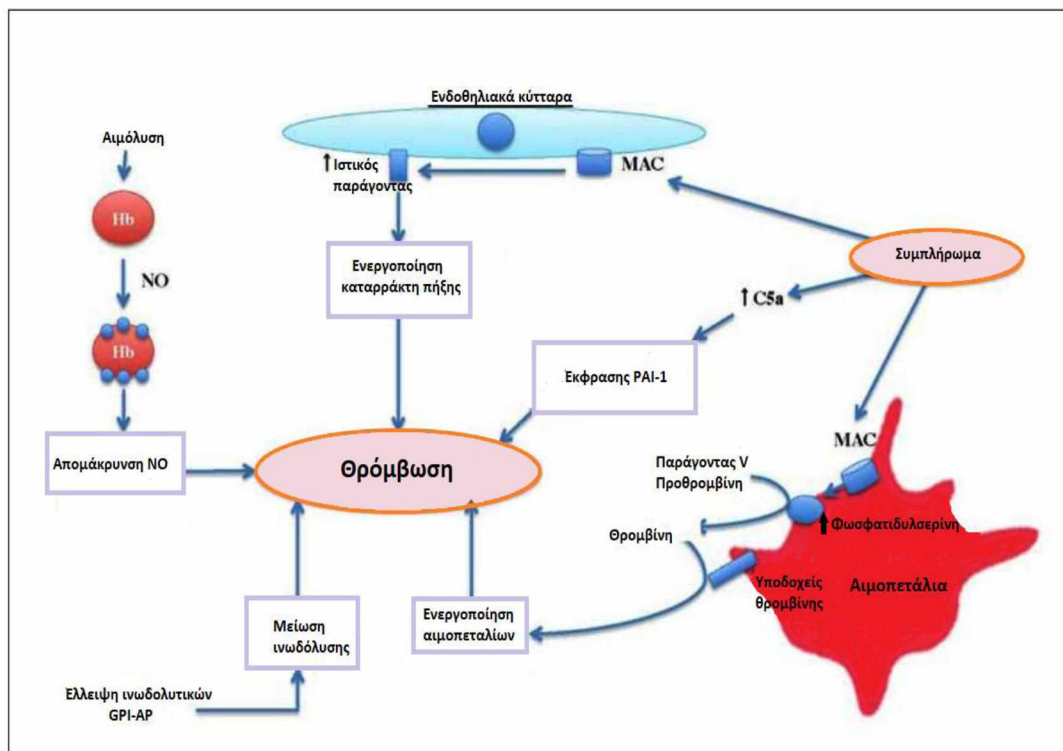 Ενδοθηλιακά κύτταρα
Αιμόλυση
↑ Ιστικός
παράγοντας
MAC
Hb
NO
Hb
Ενεργοποίηση
καταρράκτη πήξης
Συμπλήρωμα
↑ C5a
Έκφρασης PAI-1
Απομάκρυνση NO
Θρόμβωση
MAC
Παράγοντας V
Προθρομβίνη
↑ Φωσφατιδυλσερίνη
Θρομβίνη
Υποδοχείς
θρομβίνης
Αιμοπετάλια
Ενεργοποίηση
αιμοπεταλίων
Μείωση
ινωδόλυσης
Έλλειψη ινωδολυτικών
GPI-AP